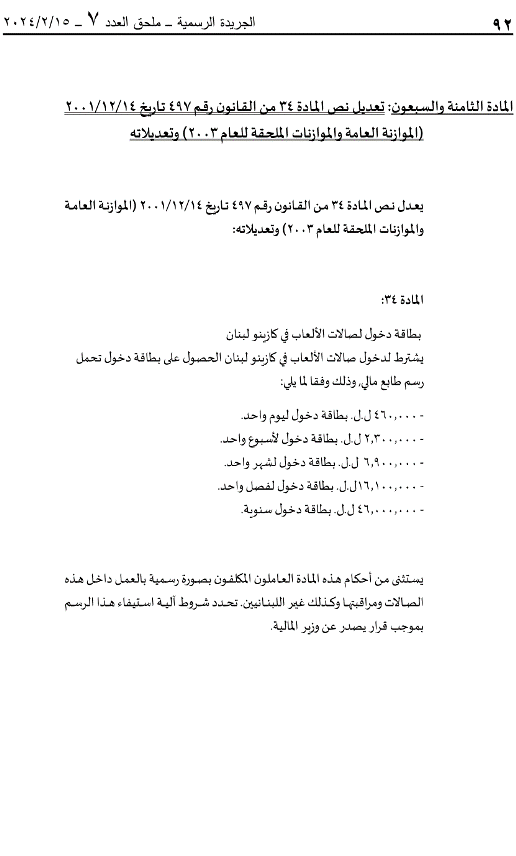 ٩٢ الجريدة الرسمية – ملحق العدد ٧ – ٢٠٢٤/٢/١٥
المادة الثامنة والسبعون: تعديل نص المادة ٣٤ من القانون رقم ٤٩٧ تاريخ ٢٠٠١/١٢/١٤
(الموازنة العامة والموازنات الملحقة للعام ٢٠٠٣) وتعديلاته
يعدل نص المادة ٣٤ من القانون رقم ٤٩٧ تاريخ ٢٠٠١/١٢/١٤ (الموازنة العامة
والموازنات الملحقة للعام ٢٠٠٣) وتعديلاته:
المادة ٣٤:
بطاقة دخول لصالات الألعاب في كازينو لبنان
يشترط لدخول صالات الألعاب في كازينو لبنان الحصول على بطاقة دخول تحمل
رسم طابع مالي, وذلك وفقا لما يلي:
- ٤٦٠,٠٠٠ ل.ل. بطاقة دخول ليوم واحد.
- ٢,٣٠٠,٠٠٠ ل.ل. بطاقة دخول لأسبوع واحد.
- ٦,٩٠٠,٠٠٠ ل.ل. بطاقة دخول لشهر واحد.
- ١٦,١٠٠,٠٠٠ل.ل. بطاقة دخول لفصل واحد.
- ٤٦,٠٠٠,٠٠٠ ل.ل. بطاقة دخول سنوية.
يستثنى من أحكام هذه المادة العاملون المكلفون بصورة رسمية بالعمل داخل هذه
الصالات ومراقبتها وكذلك غير اللبنانيين. تحدد شروط آلية استيفاء هذا الرسم
بموجب قرار يصدر عن وزير المالية.